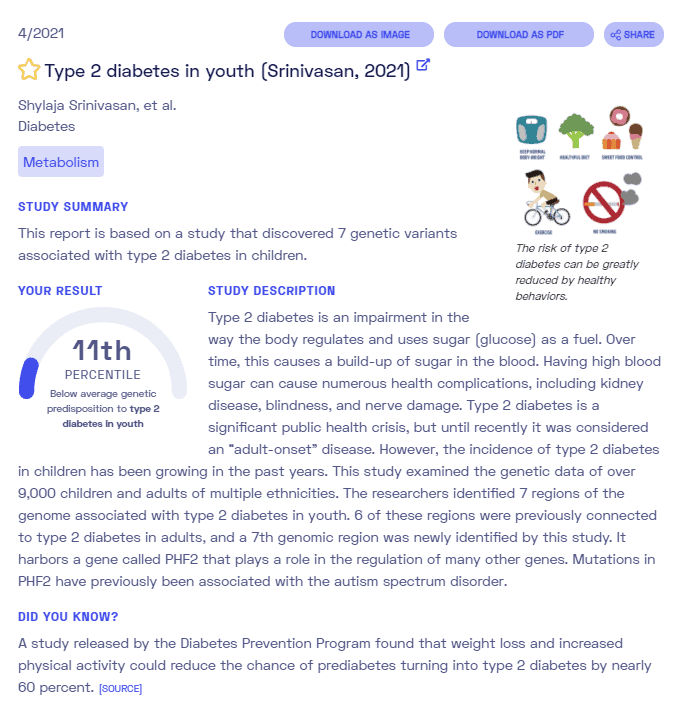 4/2021
DOWNLOAD AS IMAGE
DOWNLOAD AS PDF
SHARE
Type 2 diabetes in youth (Srinivasan, 2021)
Shylaja Srinivasan, et al.
Diabetes
Metabolism
KEEP NORMAL
BODY WEIGHT
HEALTHFUL DIET
SWEET FOOD CONTROL
EXERCISE
NO SMOKING
The risk of type 2
diabetes can be greatly
reduced by healthy
behaviors.
STUDY SUMMARY
This report is based on a study that discovered 7 genetic variants
associated with type 2 diabetes in children.
YOUR RESULT
11th
PERCENTILE
Below average genetic
predisposition to type 2
diabetes in youth
STUDY DESCRIPTION
Type 2 diabetes is an impairment in the
way the body regulates and uses sugar (glucose) as a fuel. Over
time, this causes a build-up of sugar in the blood. Having high blood
sugar can cause numerous health complications, including kidney
disease, blindness, and nerve damage. Type 2 diabetes is a
significant public health crisis, but until recently it was considered
an “adult-onset” disease. However, the incidence of type 2 diabetes
in children has been growing in the past years. This study examined the genetic data of over
9,000 children and adults of multiple ethnicities. The researchers identified 7 regions of the
genome associated with type 2 diabetes in youth. 6 of these regions were previously connected
to type 2 diabetes in adults, and a 7th genomic region was newly identified by this study. It
harbors a gene called PHF2 that plays a role in the regulation of many other genes. Mutations in
PHF2 have previously been associated with the autism spectrum disorder.
DID YOU KNOW?
A study released by the Diabetes Prevention Program found that weight loss and increased
physical activity could reduce the chance of prediabetes turning into type 2 diabetes by nearly
60 percent. [SOURCE]